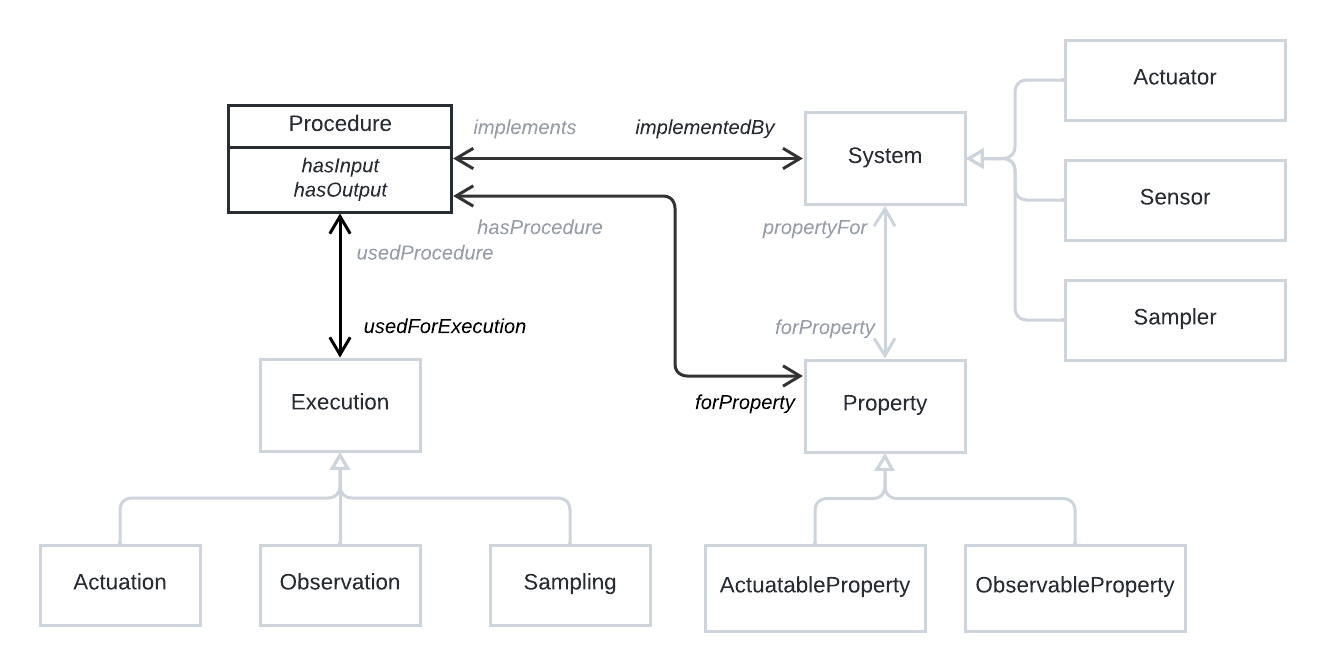 Actuator
Procedure
implements
implementedBy
System
hasInput
hasOutput
Sensor
hasProcedure
propertyFor
usedProcedure
usedForExecution
forProperty
Sampler
Execution
forProperty
Property
Actuation
Observation
Sampling
ActuatableProperty
ObservableProperty